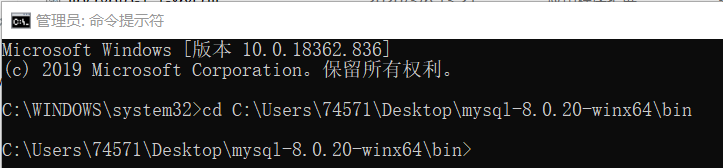 管理员: 命令提示符
Microsoft Windows [版本 10.0.18362.836]
(c) 2019 Microsoft Corporation。保留所有权利。
C:\WINDOWS\system32>cd C:\Users\74571\Desktop\mysql-8.0.20-winx64\bin
C:\Users\74571\Desktop\mysql-8.0.20-winx64\bin>